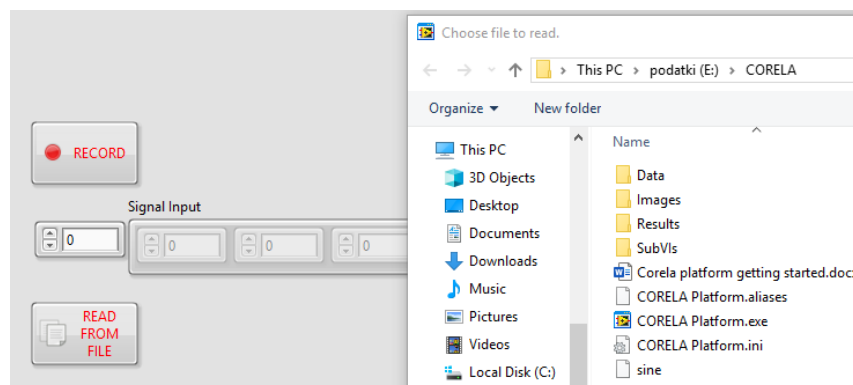 Choose file to read.
This PC > podatki (E:) > CORELA
Organize
New folder
RECORD
Signal Input
0
0
0
0
READ
FROM
FILE
This PC
3D Objects
Desktop
Documents
Downloads
Music
Pictures
Videos
Local Disk (C:)
Name
Data
Images
Results
SubVIs
Corela platform getting started.doc
CORELA Platform.aliases
CORELA Platform.exe
CORELA Platform.ini
sine